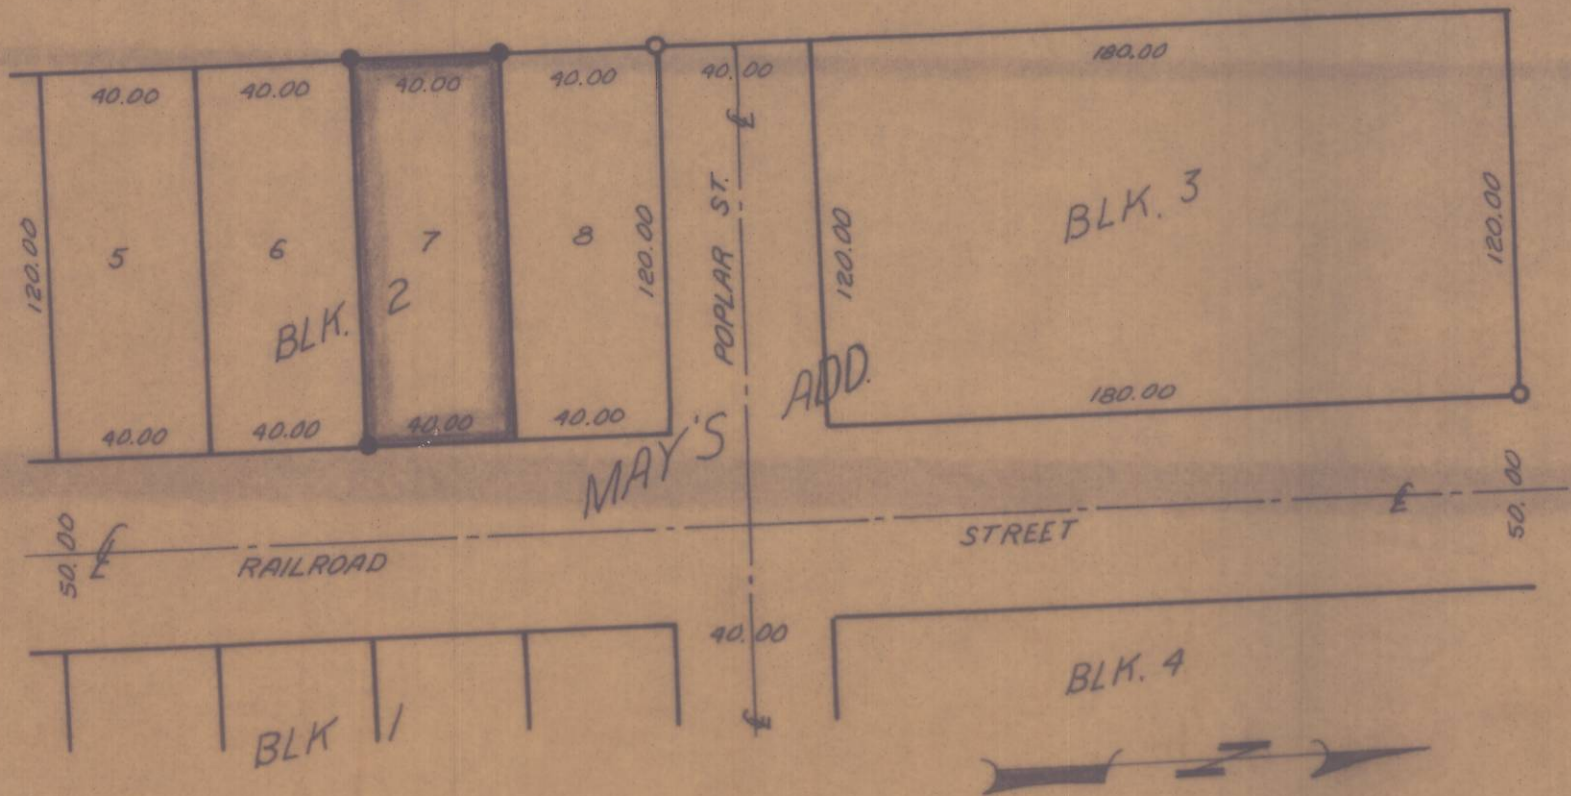 180.00
40.00 40.00 40.00 40.00 40.00
℄
120.00 5 6 7 8 120.00 POPLAR ST. 120.00 BLK. 3 120.00
BLK. 2
MAY'S ADD.
40.00 40.00 40.00 40.00 180.00
50.00 ℄ RAILROAD STREET ℄ 50.00
40.00
BLK 1 ℄ BLK. 4
N